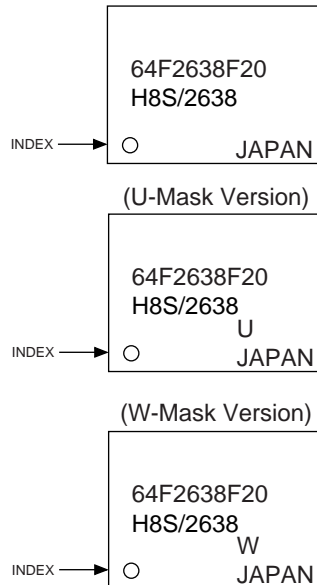 64F2638F20
H8S/2638
INDEX
JAPAN
(U-Mask Version)
64F2638F20
H8S/2638
U
INDEX
JAPAN
(W-Mask Version)
64F2638F20
H8S/2638
W
INDEX
JAPAN